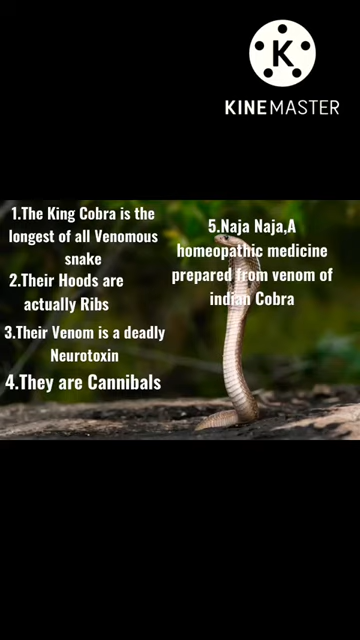 KINEMASTER
1.The King Cobra is the
longest of all Venomous
snake
2.Their Hoods are
actually Ribs
3.Their Venom is a deadly
Neurotoxin
4.They are Cannibals
5.Naja Naja,A
homeopathic medicine
prepared from venom of
indian Cobra